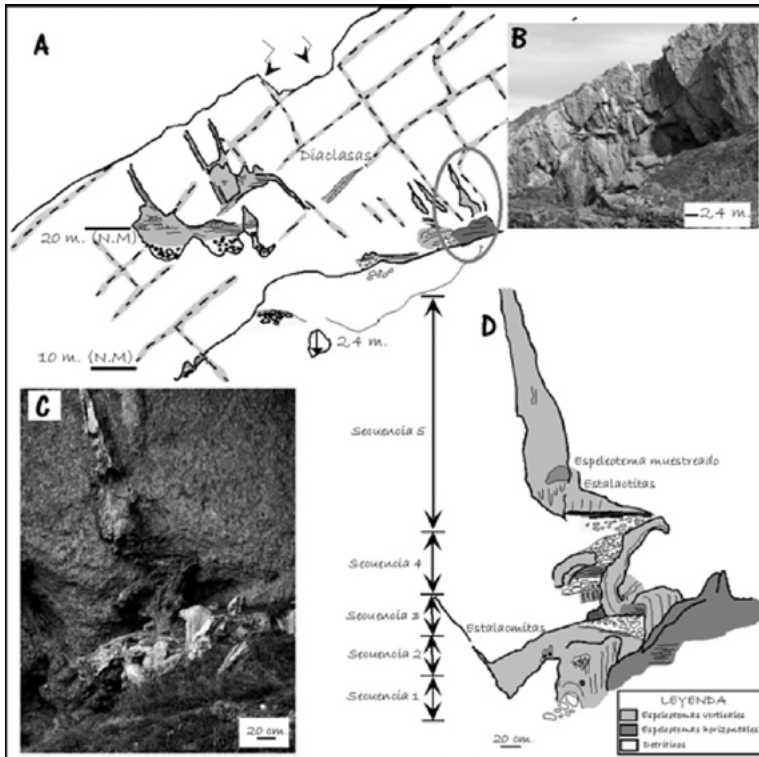 A
B
Diaclasas
2,4 m.
20 m. (N.M)
1
10 m. (N.M)
2,4 m.
D
C
Secuencia 5
Espeleotema muestreado
Estalactitas
Secuencia 4
Secuencia 3
Estalacmitas
Secuencia 2
Secuencia 1
20 cm.
20 cm
LEYENDA
Espeleotemas verticales
Espeleotemas horizontales
Detríticos